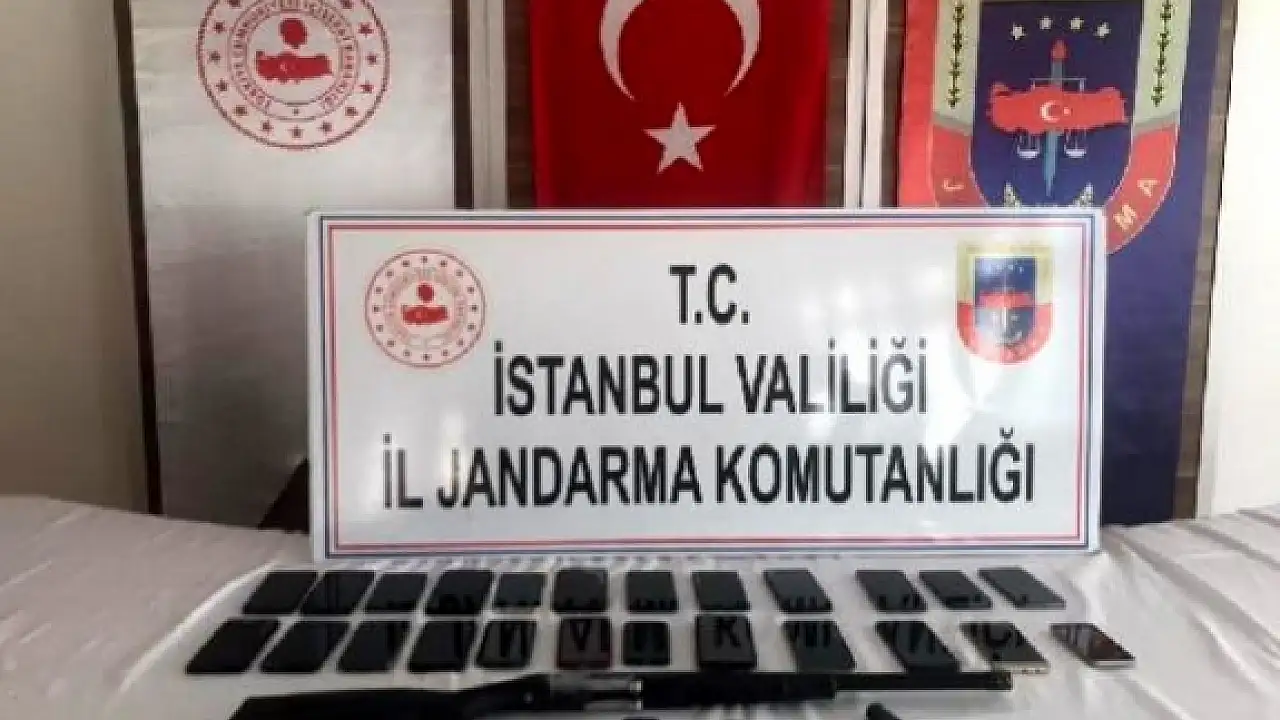 T.C.
İSTANBUL VALİLİĞİ
İL JANDARMA KOMUTANLIĞI